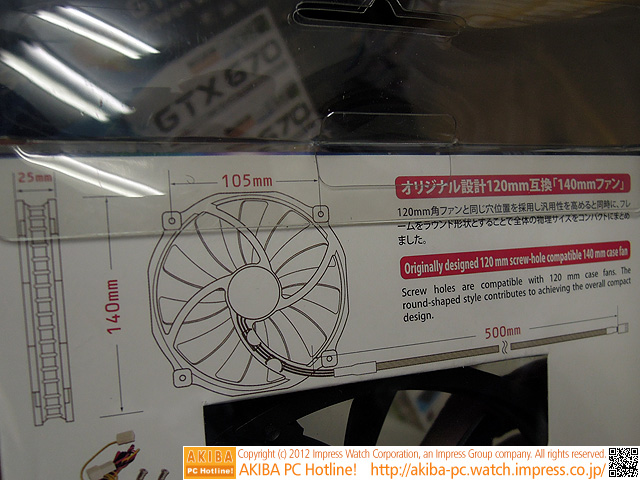 GTX 670
670
25mm
105mm
オリジナル設計120mm互換「140mmファン」
120mm角ファンと同じ穴位置を採用し汎用性を高めると同時に、フレ
ームをラウンド形状とすることで全体の物理サイズをコンパクトにまとめ
ました。
Originally designed 120 mm screw-hole compatible 140 mm case fan
Screw holes are compatible with 120 mm case fans. The
round-shaped style contributes to achieving the overall compact
design.
140mm
500mm
AKIBA
PC Hotline!
Copyright (c) 2012 Impress Watch Corporation, an Impress Group company. All rights reserved.
AKIBA PC Hotline! http://akiba-pc.watch.impress.co.jp/